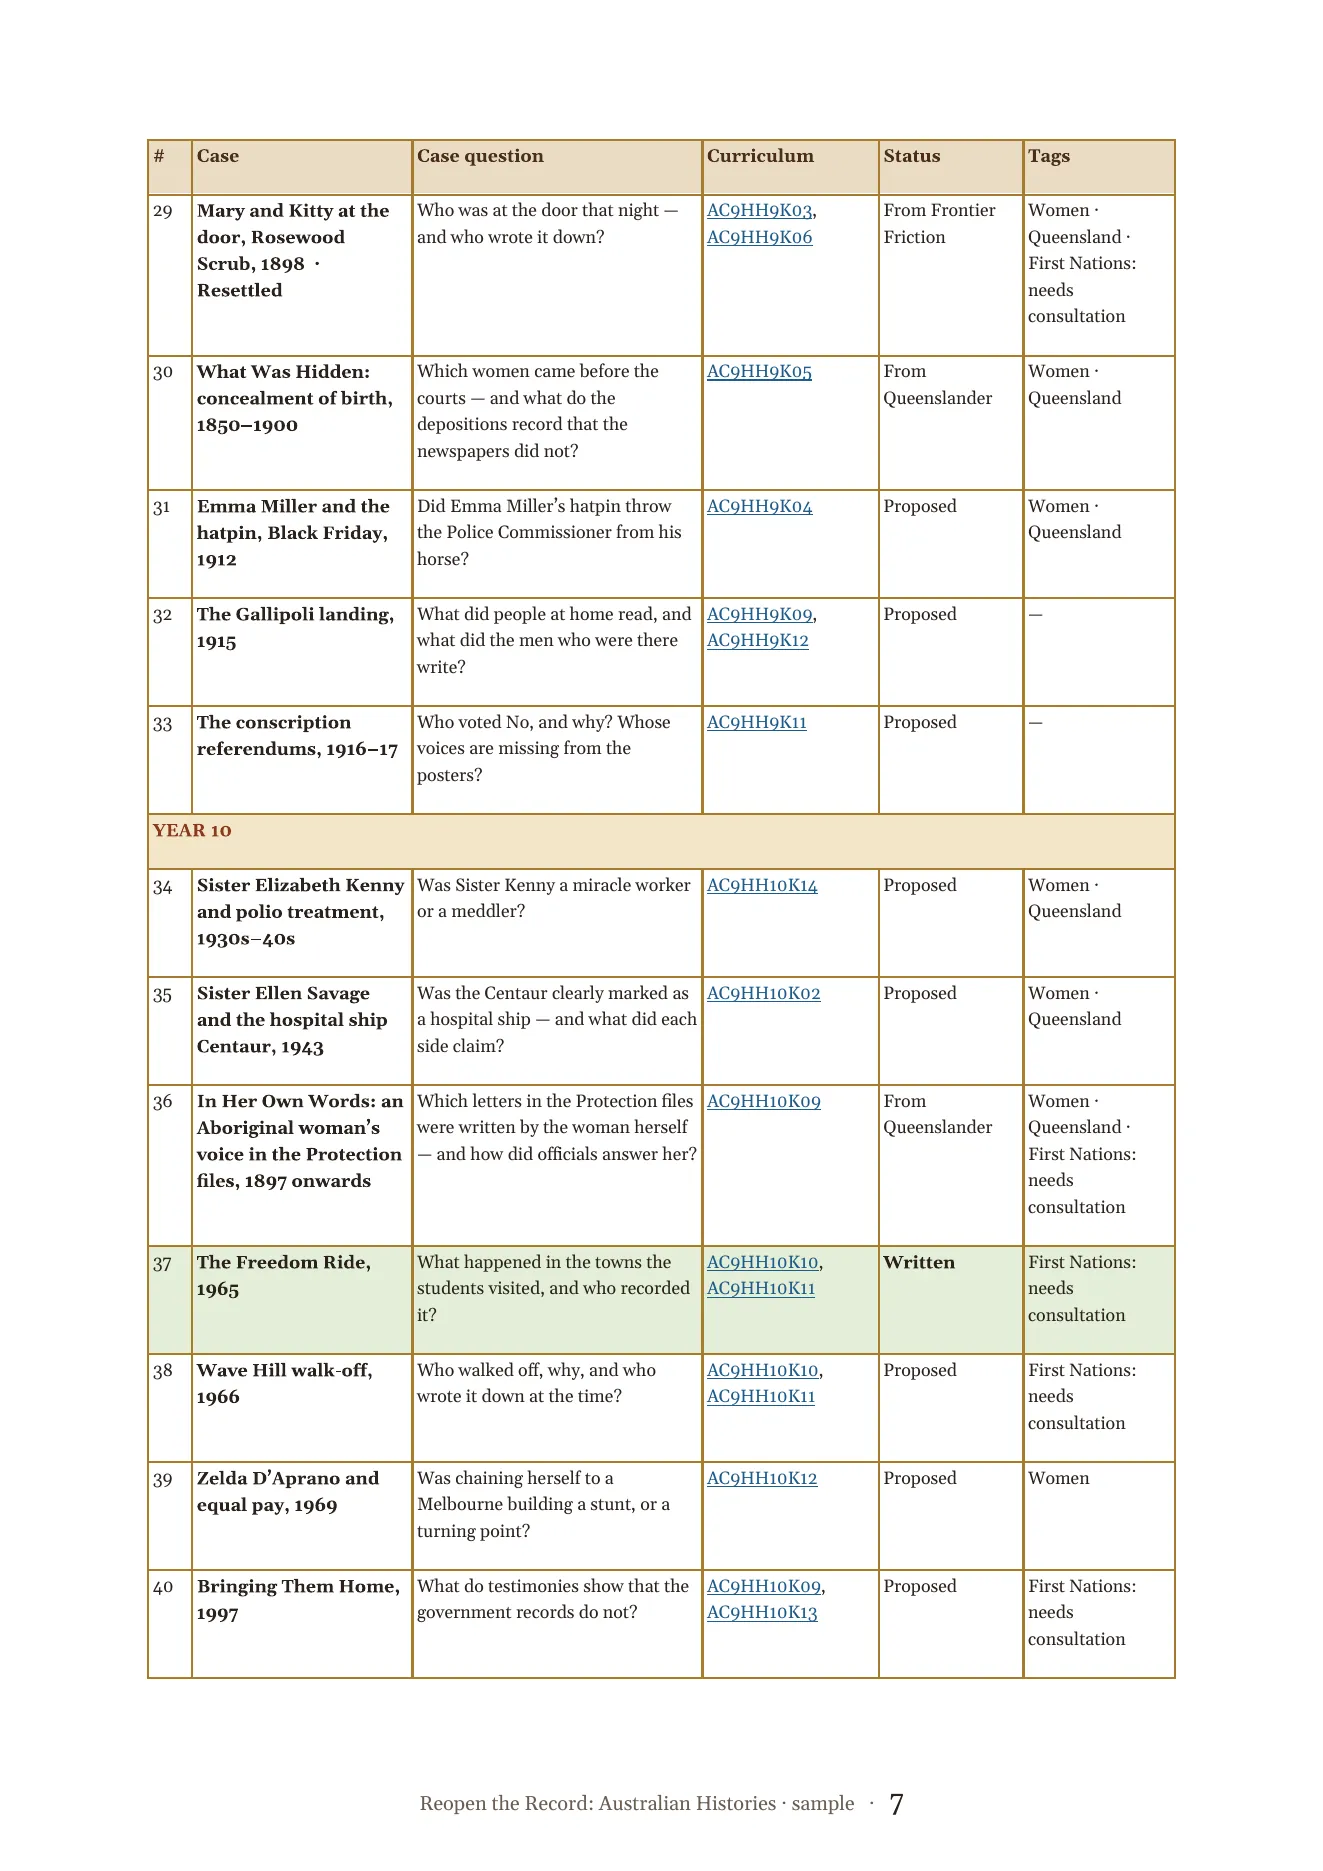 # Case Case question Curriculum Status Tags
29 Mary and Kitty at the Who was at the door that night — AC9HH9K03, From Frontier Women ·
door, Rosewood and who wrote it down? AC9HH9K06 Friction Queensland ·
Scrub, 1898 · First Nations:
Resettled needs
consultation
30 What Was Hidden: Which women came before the AC9HH9K05 From Women ·
concealment of birth, courts — and what do the Queenslander Queensland
1850–1900 depositions record that the
newspapers did not?
31 Emma Miller and the Did Emma Miller’s hatpin throw AC9HH9K04 Proposed Women ·
hatpin, Black Friday, the Police Commissioner from his Queensland
1912 horse?
32 The Gallipoli landing, What did people at home read, and AC9HH9K09, Proposed —
1915 what did the men who were there AC9HH9K12
write?
33 The conscription Who voted No, and why? Whose AC9HH9K11 Proposed —
referendums, 1916–17 voices are missing from the
posters?
YEAR 10
34 Sister Elizabeth Kenny Was Sister Kenny a miracle worker AC9HH10K14 Proposed Women ·
and polio treatment, or a meddler? Queensland
1930s–40s
35 Sister Ellen Savage Was the Centaur clearly marked as AC9HH10K02 Proposed Women ·
and the hospital ship a hospital ship — and what did each Queensland
Centaur, 1943 side claim?
36 In Her Own Words: an Which letters in the Protection files AC9HH10K09 From Women ·
Aboriginal woman’s were written by the woman herself Queenslander Queensland ·
voice in the Protection — and how did officials answer her? First Nations:
files, 1897 onwards needs
consultation
37 The Freedom Ride, What happened in the towns the AC9HH10K10, Written First Nations:
1965 students visited, and who recorded AC9HH10K11 needs
it? consultation
38 Wave Hill walk-off, Who walked off, why, and who AC9HH10K10, Proposed First Nations:
1966 wrote it down at the time? AC9HH10K11 needs
consultation
39 Zelda D’Aprano and Was chaining herself to a AC9HH10K12 Proposed Women
equal pay, 1969 Melbourne building a stunt, or a
turning point?
40 Bringing Them Home, What do testimonies show that the AC9HH10K09, Proposed First Nations:
1997 government records do not? AC9HH10K13 needs
consultation
Reopen the Record: Australian Histories · sample · 7